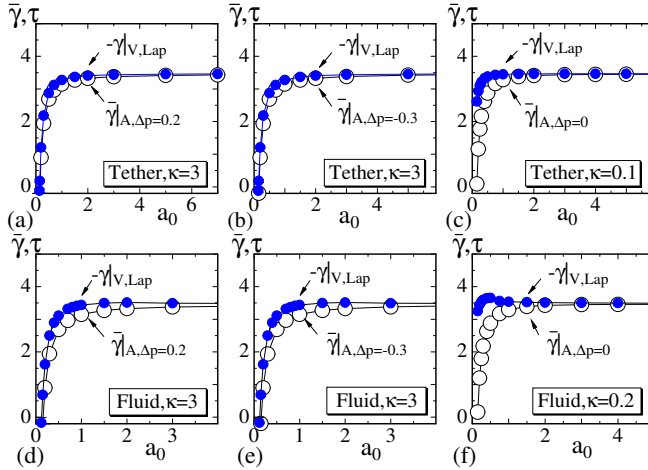 γ̄,τ
4
2
0
-γ|V,Lap
γ̄|A,Δp=0.2
Tether,κ=3
0 2 4 6
(a) a0
γ̄,τ
4
2
0
-γ|V,Lap
γ̄|A,Δp=-0.3
Tether,κ=3
0 2 4
(b) a0
γ̄,τ
4
2
0
-γ|V,Lap
γ̄|A,Δp=0
Tether,κ=0.1
0 2 4
(c) a0
γ̄,τ
4
2
0
-γ|V,Lap
γ̄|A,Δp=0.2
Fluid,κ=3
0 1 2 3
(d) a0
γ̄,τ
4
2
0
-γ|V,Lap
γ̄|A,Δp=-0.3
Fluid,κ=3
0 1 2 3
(e) a0
γ̄,τ
4
2
0
-γ|V,Lap
γ̄|A,Δp=0
Fluid,κ=0.2
0 2 4
(f) a0